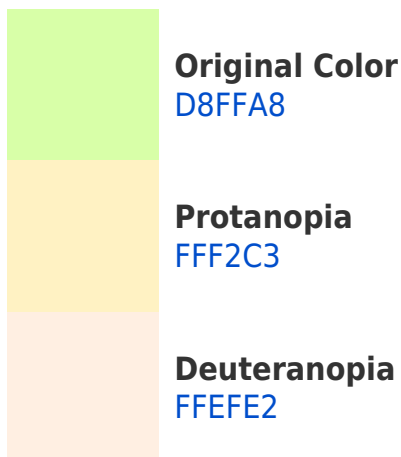 Original Color
D8FFA8
Protanopia
FFF2C3
Deuteranopia
FFEFE2